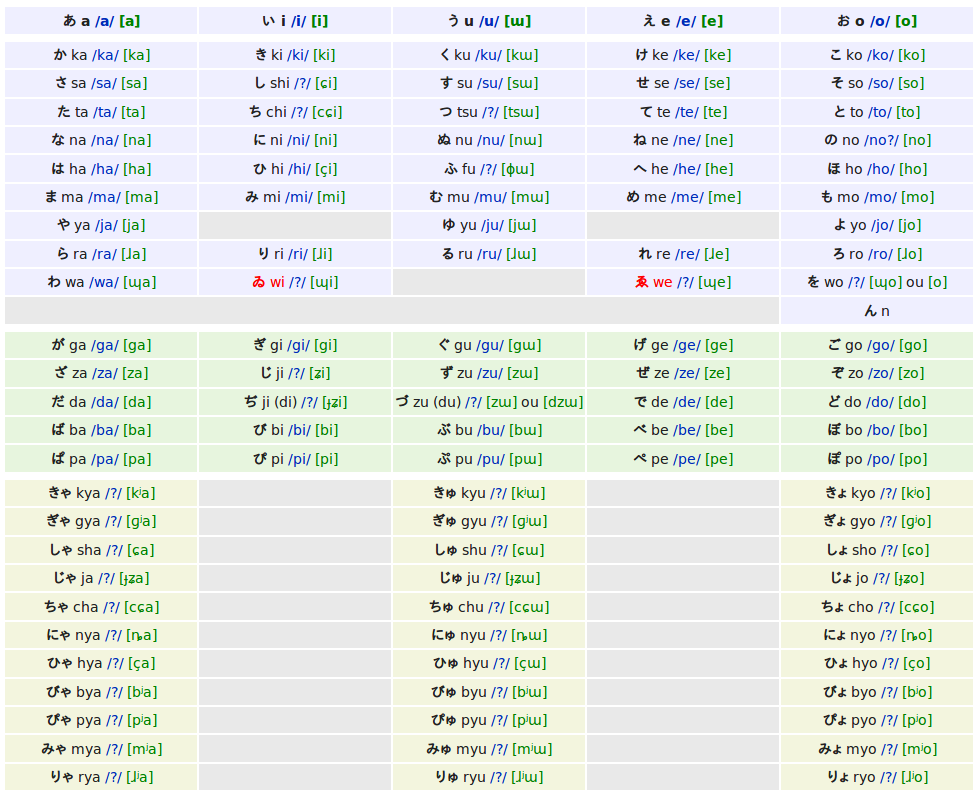 あ a /a/ [a] い i /i/ [i] う u /u/ [ɯ] え e /e/ [e] お o /o/ [o]
か ka /ka/ [ka] き ki /ki/ [ki] く ku /ku/ [kɯ] け ke /ke/ [ke] こ ko /ko/ [ko]
さ sa /sa/ [sa] し shi /?/ [ɕi] す su /su/ [sɯ] せ se /se/ [se] そ so /so/ [so]
た ta /ta/ [ta] ち chi /?/ [cɕi] つ tsu /?/ [tsɯ] て te /te/ [te] と to /to/ [to]
な na /na/ [na] に ni /ni/ [ni] ぬ nu /nu/ [nɯ] ね ne /ne/ [ne] の no /no?/ [no]
は ha /ha/ [ha] ひ hi /hi/ [çi] ふ fu /?/ [ɸɯ] へ he /he/ [he] ほ ho /ho/ [ho]
ま ma /ma/ [ma] み mi /mi/ [mi] む mu /mu/ [mɯ] め me /me/ [me] も mo /mo/ [mo]
や ya /ja/ [ja] ゆ yu /ju/ [jɯ] よ yo /jo/ [jo]
ら ra /ra/ [ɺa] り ri /ri/ [ɺi] る ru /ru/ [ɺɯ] れ re /re/ [ɺe] ろ ro /ro/ [ɺo]
わ wa /wa/ [ɰa] ゐ wi /?/ [ɰi] ゑ we /?/ [ɰe] を wo /?/ [ɰo] ou [o]
ん n
が ga /ga/ [ga] ぎ gi /gi/ [gi] ぐ gu /gu/ [gɯ] げ ge /ge/ [ge] ご go /go/ [go]
ざ za /za/ [za] じ ji /?/ [ʑi] ず zu /zu/ [zɯ] ぜ ze /ze/ [ze] ぞ zo /zo/ [zo]
だ da /da/ [da] ぢ ji (di) /?/ [ɟʑi] づ zu (du) /?/ [zɯ] ou [dzɯ] で de /de/ [de] ど do /do/ [do]
ば ba /ba/ [ba] び bi /bi/ [bi] ぶ bu /bu/ [bɯ] べ be /be/ [be] ぼ bo /bo/ [bo]
ぱ pa /pa/ [pa] ぴ pi /pi/ [pi] ぷ pu /pu/ [pɯ] ぺ pe /pe/ [pe] ぽ po /po/ [po]
きゃ kya /?/ [kʲa] きゅ kyu /?/ [kʲɯ] きょ kyo /?/ [kʲo]
ぎゃ gya /?/ [gʲa] ぎゅ gyu /?/ [gʲɯ] ぎょ gyo /?/ [gʲo]
しゃ sha /?/ [ɕa] しゅ shu /?/ [ɕɯ] しょ sho /?/ [ɕo]
じゃ ja /?/ [ɟʑa] じゅ ju /?/ [ɟʑɯ] じょ jo /?/ [ɟʑo]
ちゃ cha /?/ [cɕa] ちゅ chu /?/ [cɕɯ] ちょ cho /?/ [cɕo]
にゃ nya /?/ [ȵa] にゅ nyu /?/ [ȵɯ] にょ nyo /?/ [ȵo]
ひゃ hya /?/ [ça] ひゅ hyu /?/ [çɯ] ひょ hyo /?/ [ço]
びゃ bya /?/ [bʲa] びゅ byu /?/ [bʲɯ] びょ byo /?/ [bʲo]
ぴゃ pya /?/ [pʲa] ぴゅ pyu /?/ [pʲɯ] ぴょ pyo /?/ [pʲo]
みゃ mya /?/ [mʲa] みゅ myu /?/ [mʲɯ] みょ myo /?/ [mʲo]
りゃ rya /?/ [ɺʲa] りゅ ryu /?/ [ɺʲɯ] りょ ryo /?/ [ɺʲo]